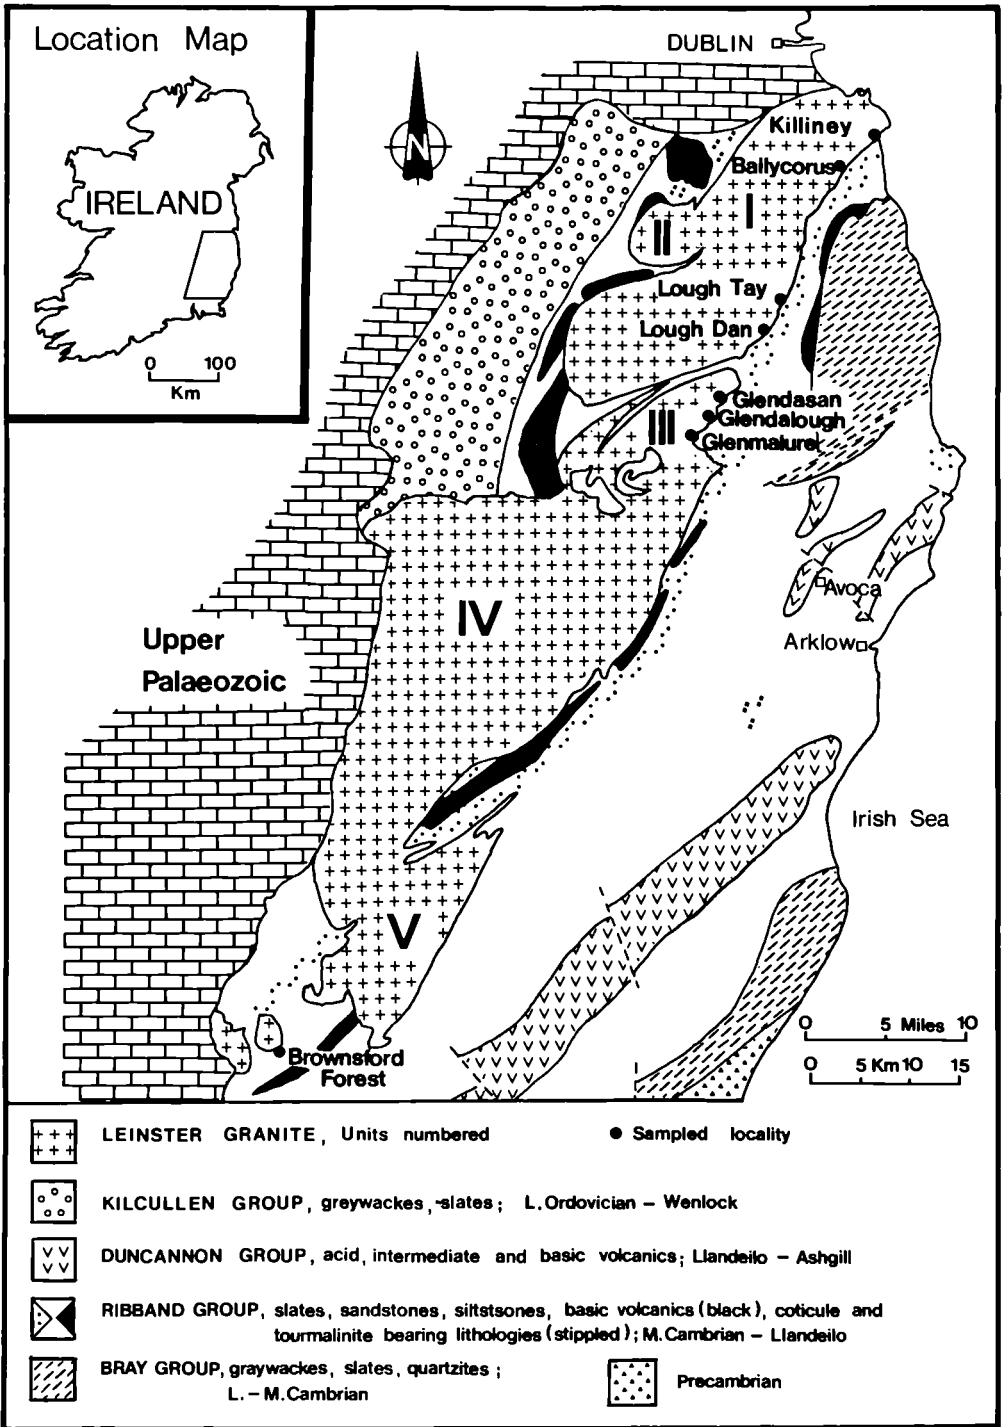 Location Map
IRELAND
0 100
Km
N
DUBLIN
Killiney
Ballycorus
I
II
Lough Tay
Lough Dan
Glendasan
III
Glendalough
Glenmalure
IV
Avoca
Upper
Palaeozoic
Arklow
Irish Sea
V
0 5 Miles 10
0 5 Km 10 15
Brownsford
Forest
LEINSTER GRANITE, Units numbered
Sampled locality
KILCULLEN GROUP, greywackes, -slates; L.Ordovician – Wenlock
DUNCANNON GROUP, acid, intermediate and basic volcanics; Llandeilo – Ashgill
RIBBAND GROUP, slates, sandstones, siltstsones, basic volcanics (black), coticule and
tourmalinite bearing lithologies (stippled); M.Cambrian – Llandeilo
BRAY GROUP, graywackes, slates, quartzites;
L. – M.Cambrian
Precambrian